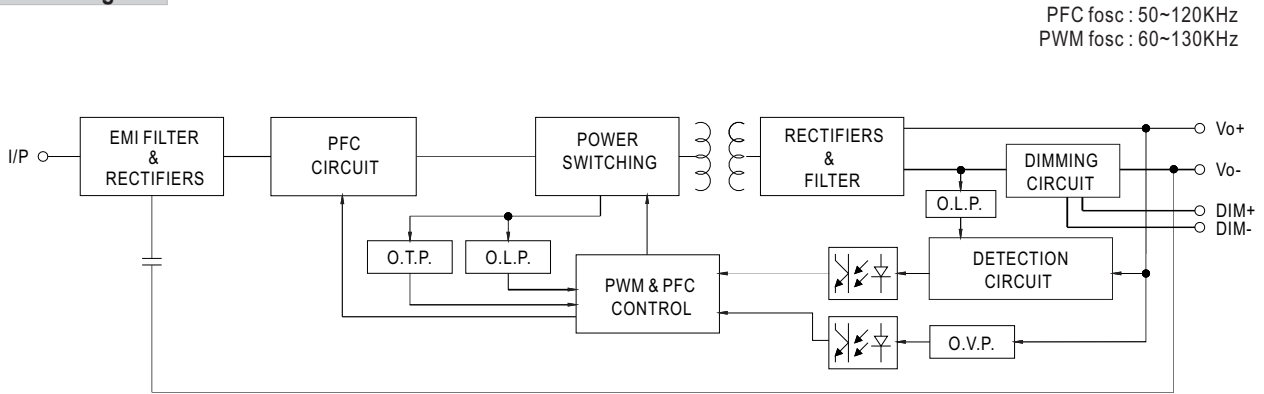 PFC fosc : 50~120KHz
PWM fosc : 60~130KHz
I/P
EMI FILTER
&
RECTIFIERS
PFC
CIRCUIT
POWER
SWITCHING
RECTIFIERS
&
FILTER
DIMMING
CIRCUIT
Vo+
Vo-
DIM+
DIM-
O.L.P.
O.T.P.
O.L.P.
PWM & PFC
CONTROL
DETECTION
CIRCUIT
O.V.P.